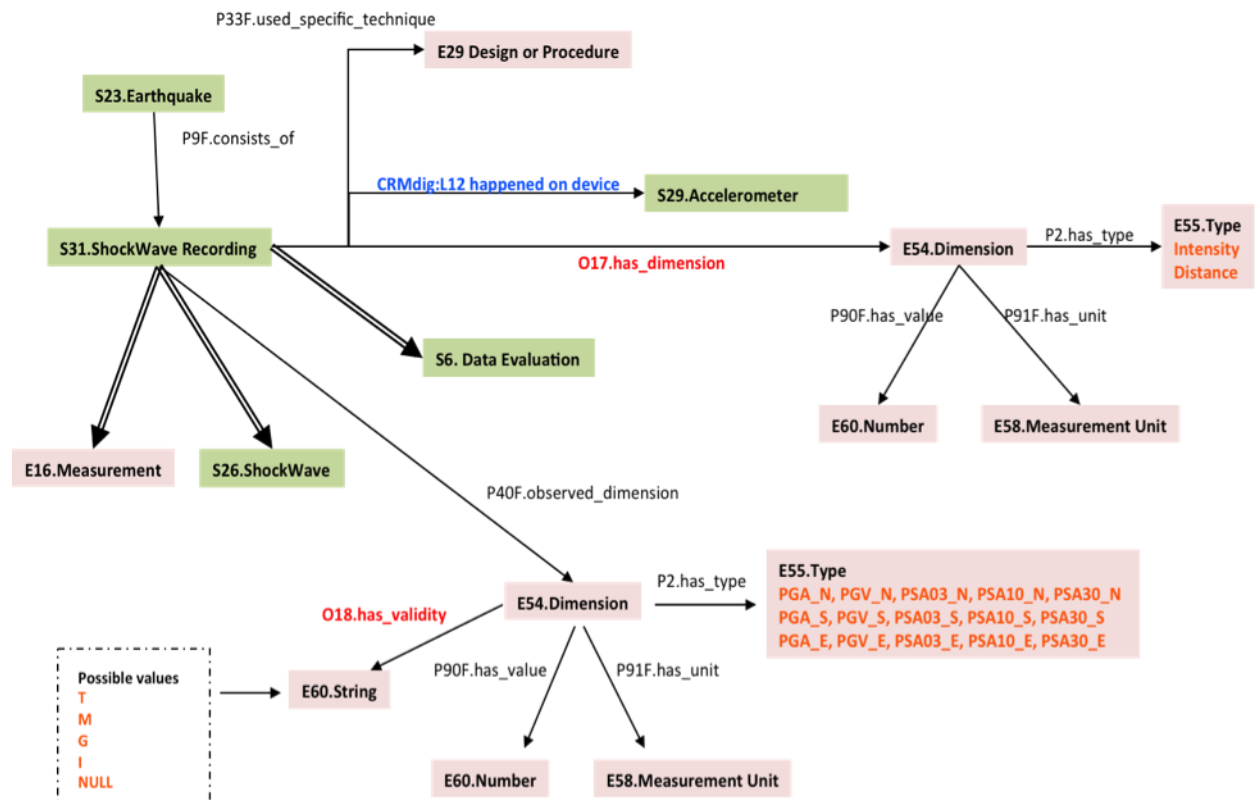 P33F.used_specific_technique
E29 Design or Procedure
S23.Earthquake
P9F.consists_of
CRMdig:L12 happened on device
S29.Accelerometer
S31.ShockWave Recording
O17.has_dimension
E54.Dimension
P2.has_type
E55.Type
Intensity
Distance
P90F.has_value
P91F.has_unit
S6. Data Evaluation
E60.Number
E58.Measurement Unit
E16.Measurement
S26.ShockWave
P40F.observed_dimension
E54.Dimension
P2.has_type
E55.Type
PGA_N, PGV_N, PSA03_N, PSA10_N, PSA30_N
PGA_S, PGV_S, PSA03_S, PSA10_S, PSA30_S
PGA_E, PGV_E, PSA03_E, PSA10_E, PSA30_E
O18.has_validity
P90F.has_value
P91F.has_unit
Possible values
T
M
G
I
NULL
E60.String
E60.Number
E58.Measurement Unit